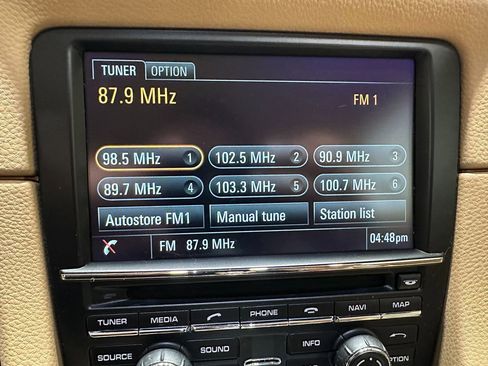 TUNER OPTION
87.9 MHz FM 1
98.5 MHz 1 102.5 MHz 2 90.9 MHz 3
89.7 MHz 4 103.3 MHz 5 100.7 MHz 6
Autostore FM1 Manual tune Station list
FM 87.9 MHz 04:48pm
TUNER MEDIA PHONE NAVI MAP
SOURCE SOUND INFO OPTION